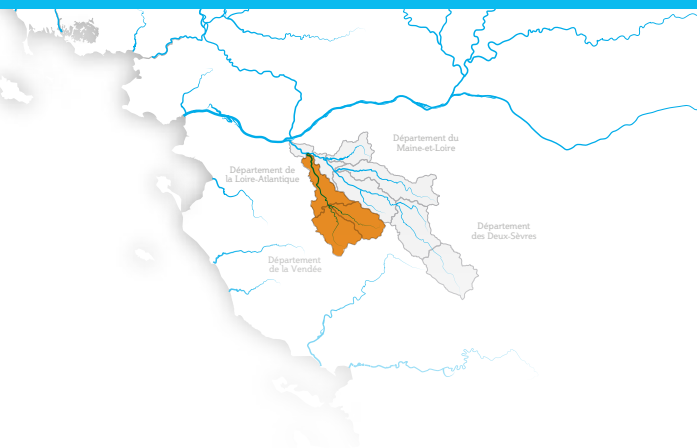 Département du
Maine-et-Loire
Département de
la Loire-Atlantique
Département
des Deux-Sèvres
Département
de la Vendée